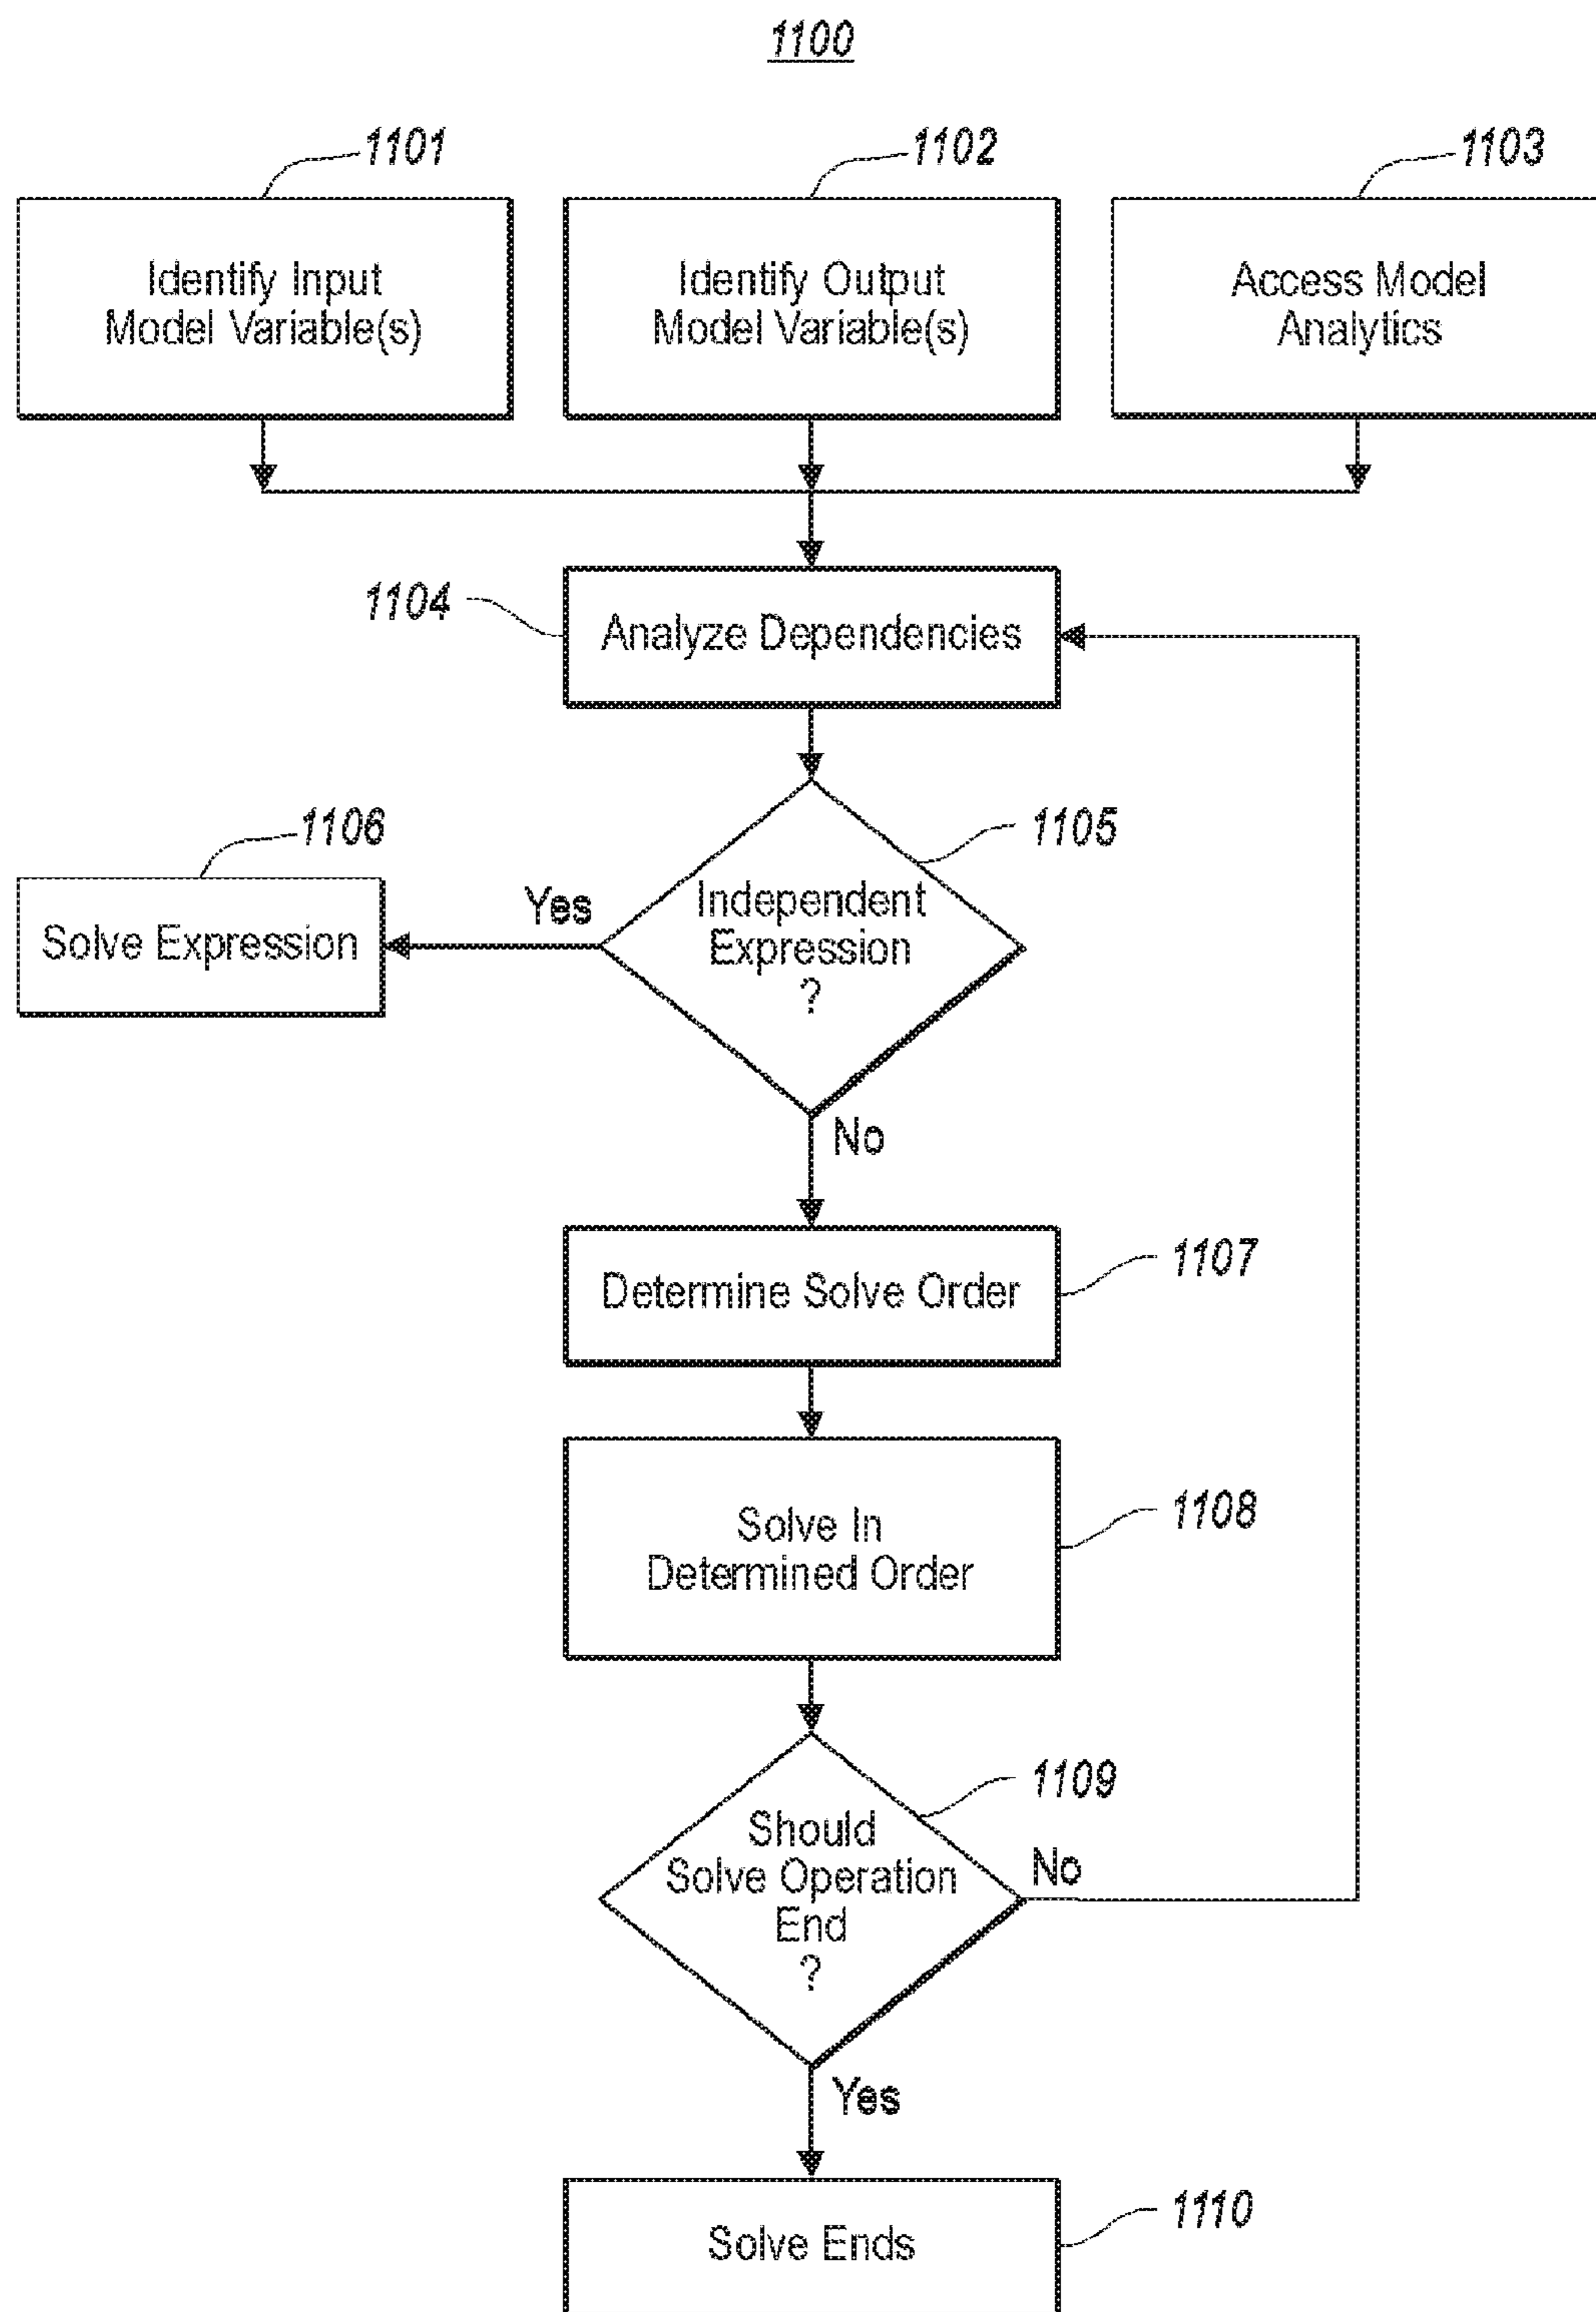 1100
1101
1102
1103
Identify Input
Model Variable(s)
Identify Output
Model Variable(s)
Access Model
Analytics
1104
Analyze Dependencies
1105
1106
Yes
Independent
Expression
?
Solve Expression
No
1107
Determine Solve Order
1108
Solve In
Determined Order
1109
Should
Solve Operation
End
?
No
Yes
1110
Solve Ends